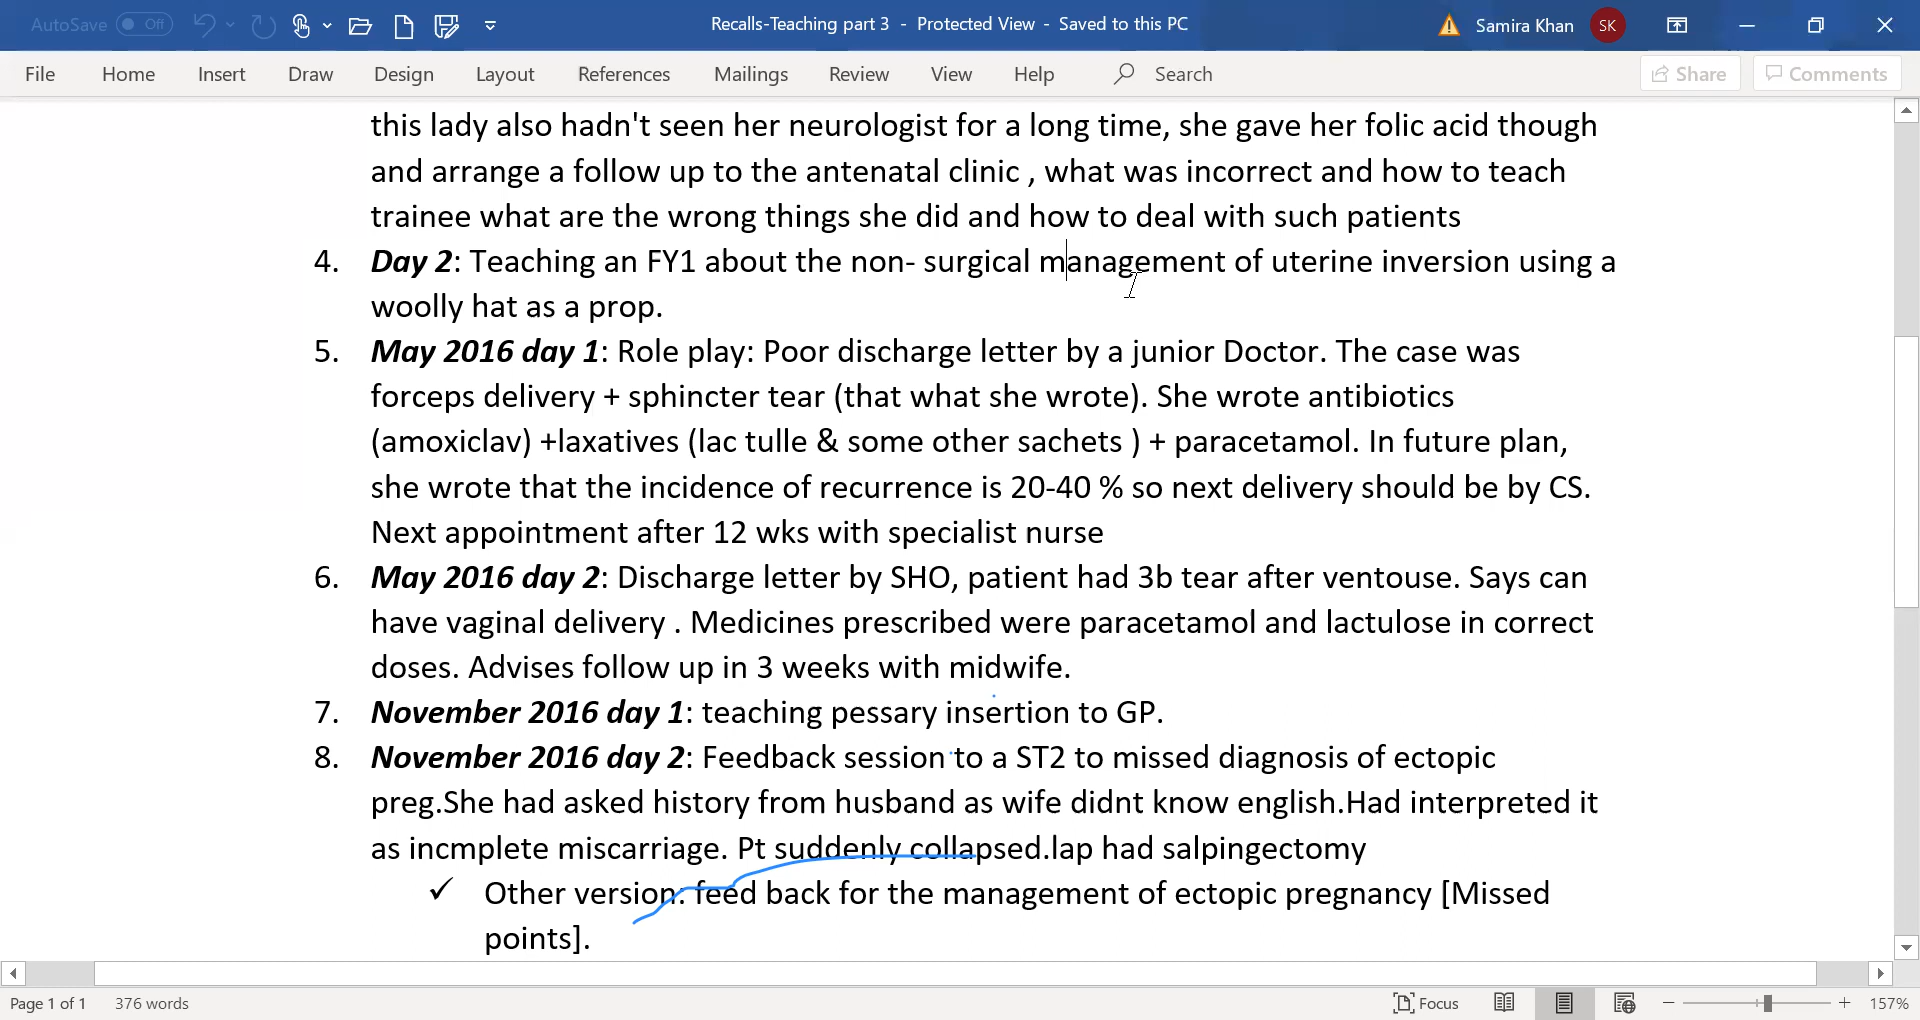 AutoSave Off
Recalls-Teaching part 3 - Protected View - Saved to this PC
Samira Khan SK
File Home Insert Draw Design Layout References Mailings Review View Help Search Share Comments
this lady also hadn't seen her neurologist for a long time, she gave her folic acid though
and arrange a follow up to the antenatal clinic , what was incorrect and how to teach
trainee what are the wrong things she did and how to deal with such patients
4. Day 2: Teaching an FY1 about the non- surgical management of uterine inversion using a
woolly hat as a prop.
5. May 2016 day 1: Role play: Poor discharge letter by a junior Doctor. The case was
forceps delivery + sphincter tear (that what she wrote). She wrote antibiotics
(amoxiclav) +laxatives (lac tulle & some other sachets ) + paracetamol. In future plan,
she wrote that the incidence of recurrence is 20-40 % so next delivery should be by CS.
Next appointment after 12 wks with specialist nurse
6. May 2016 day 2: Discharge letter by SHO, patient had 3b tear after ventouse. Says can
have vaginal delivery . Medicines prescribed were paracetamol and lactulose in correct
doses. Advises follow up in 3 weeks with midwife.
7. November 2016 day 1: teaching pessary insertion to GP.
8. November 2016 day 2: Feedback session to a ST2 to missed diagnosis of ectopic
preg.She had asked history from husband as wife didnt know english.Had interpreted it
as incmplete miscarriage. Pt suddenly collapsed.lap had salpingectomy
✓ Other version: feed back for the management of ectopic pregnancy [Missed
points].
Page 1 of 1 376 words Focus 157%